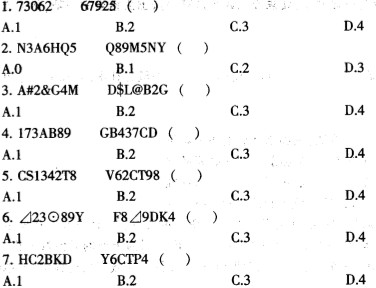 1. 73062 67925 ( )
A.1 B.2 C.3 D.4
2. N3A6HQ5 Q89M5NY ( )
A.0 B.1 C.2 D.3
3. A#2&G4M D$L@B2G ( )
A.1 B.2 C.3 D.4
4. 173AB89 GB437CD ( )
A.1 B.2 C.3 D.4
5. CS1342T8 V62CT98 ( )
A.1 B.2 C.3 D.4
6. ⊿23⊙89Y F8⊿9DK4 ( )
A.1 B.2 C.3 D.4
7. HC2BKD Y6CTP4 ( )
A.1 B.2 C.3 D.4